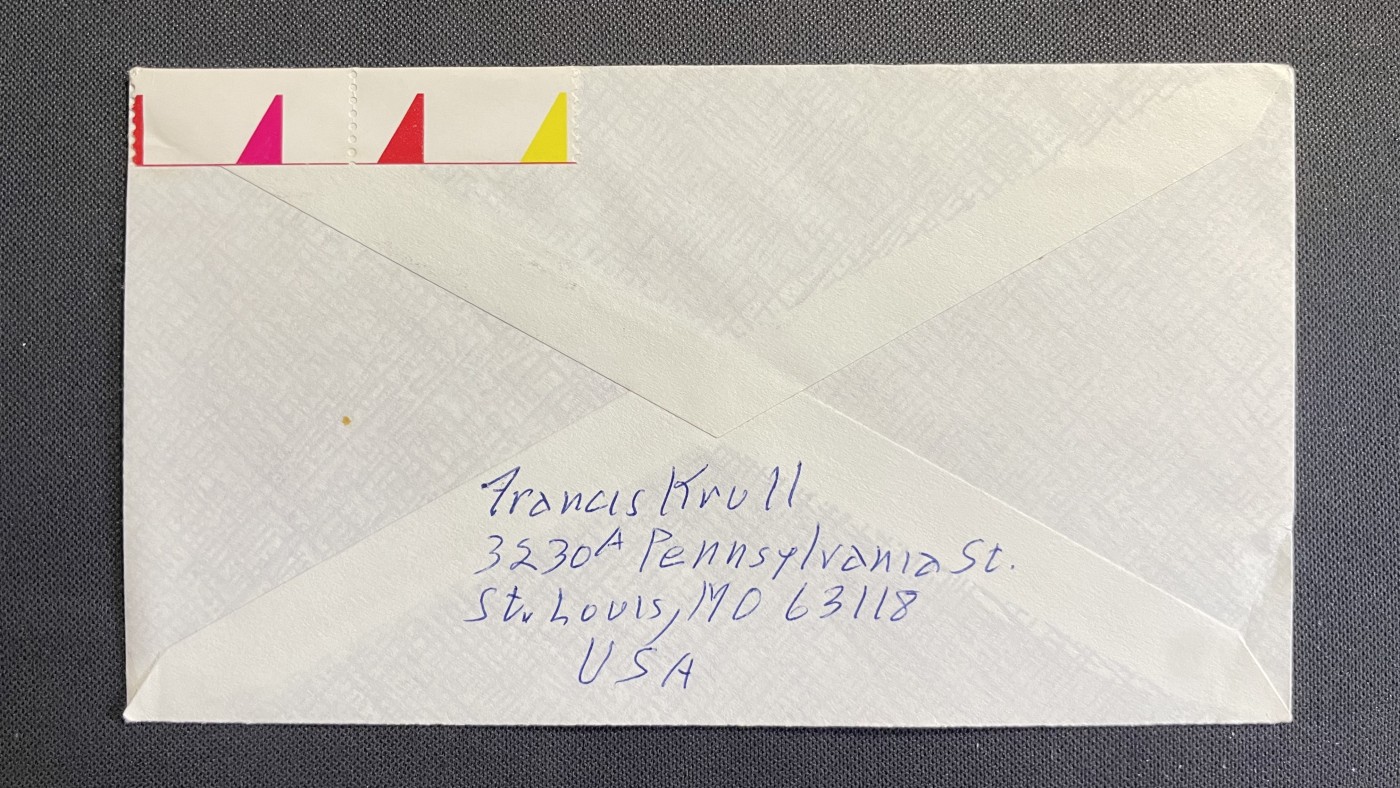 Francis Krull
3230A Pennsylvania St.
St. Louis, MO 63118
USA